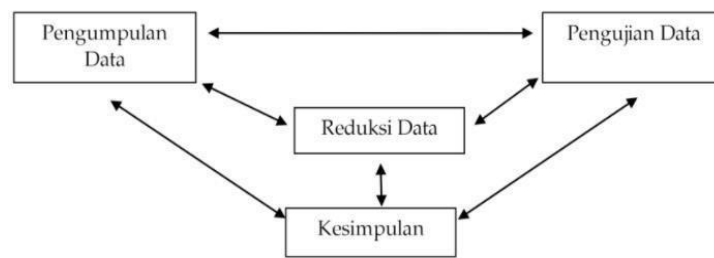 Pengumpulan
Data
Pengujian Data
Reduksi Data
Kesimpulan